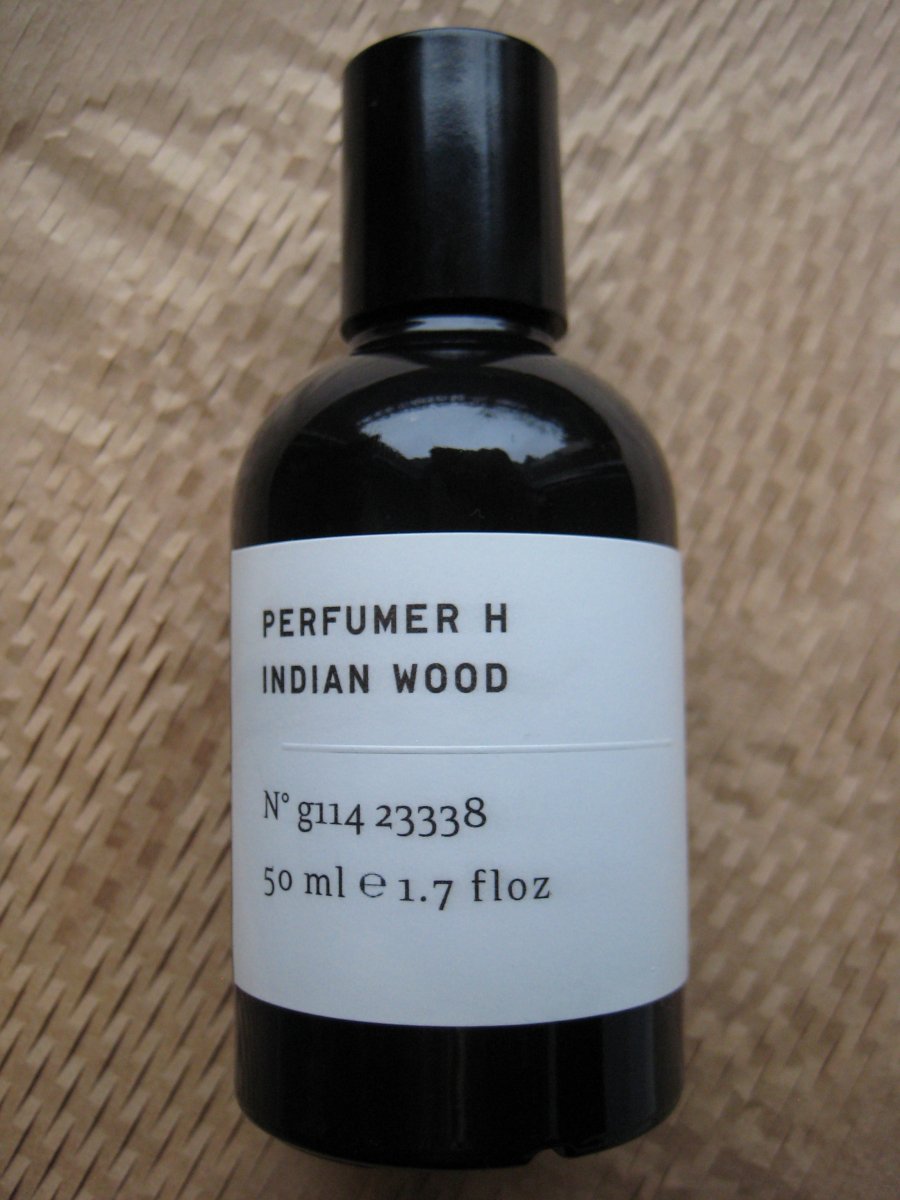 PERFUMER H
INDIAN WOOD
N° g114 23338
50 ml ℮ 1.7 floz